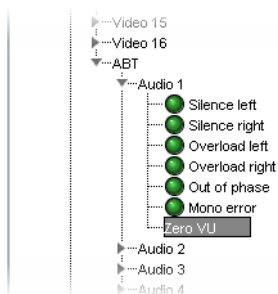 Video 15
Video 16
ABT
Audio 1
Silence left
Silence right
Overload left
Overload right
Out of phase
Mono error
Zero VU
Audio 2
Audio 3
Audio 4